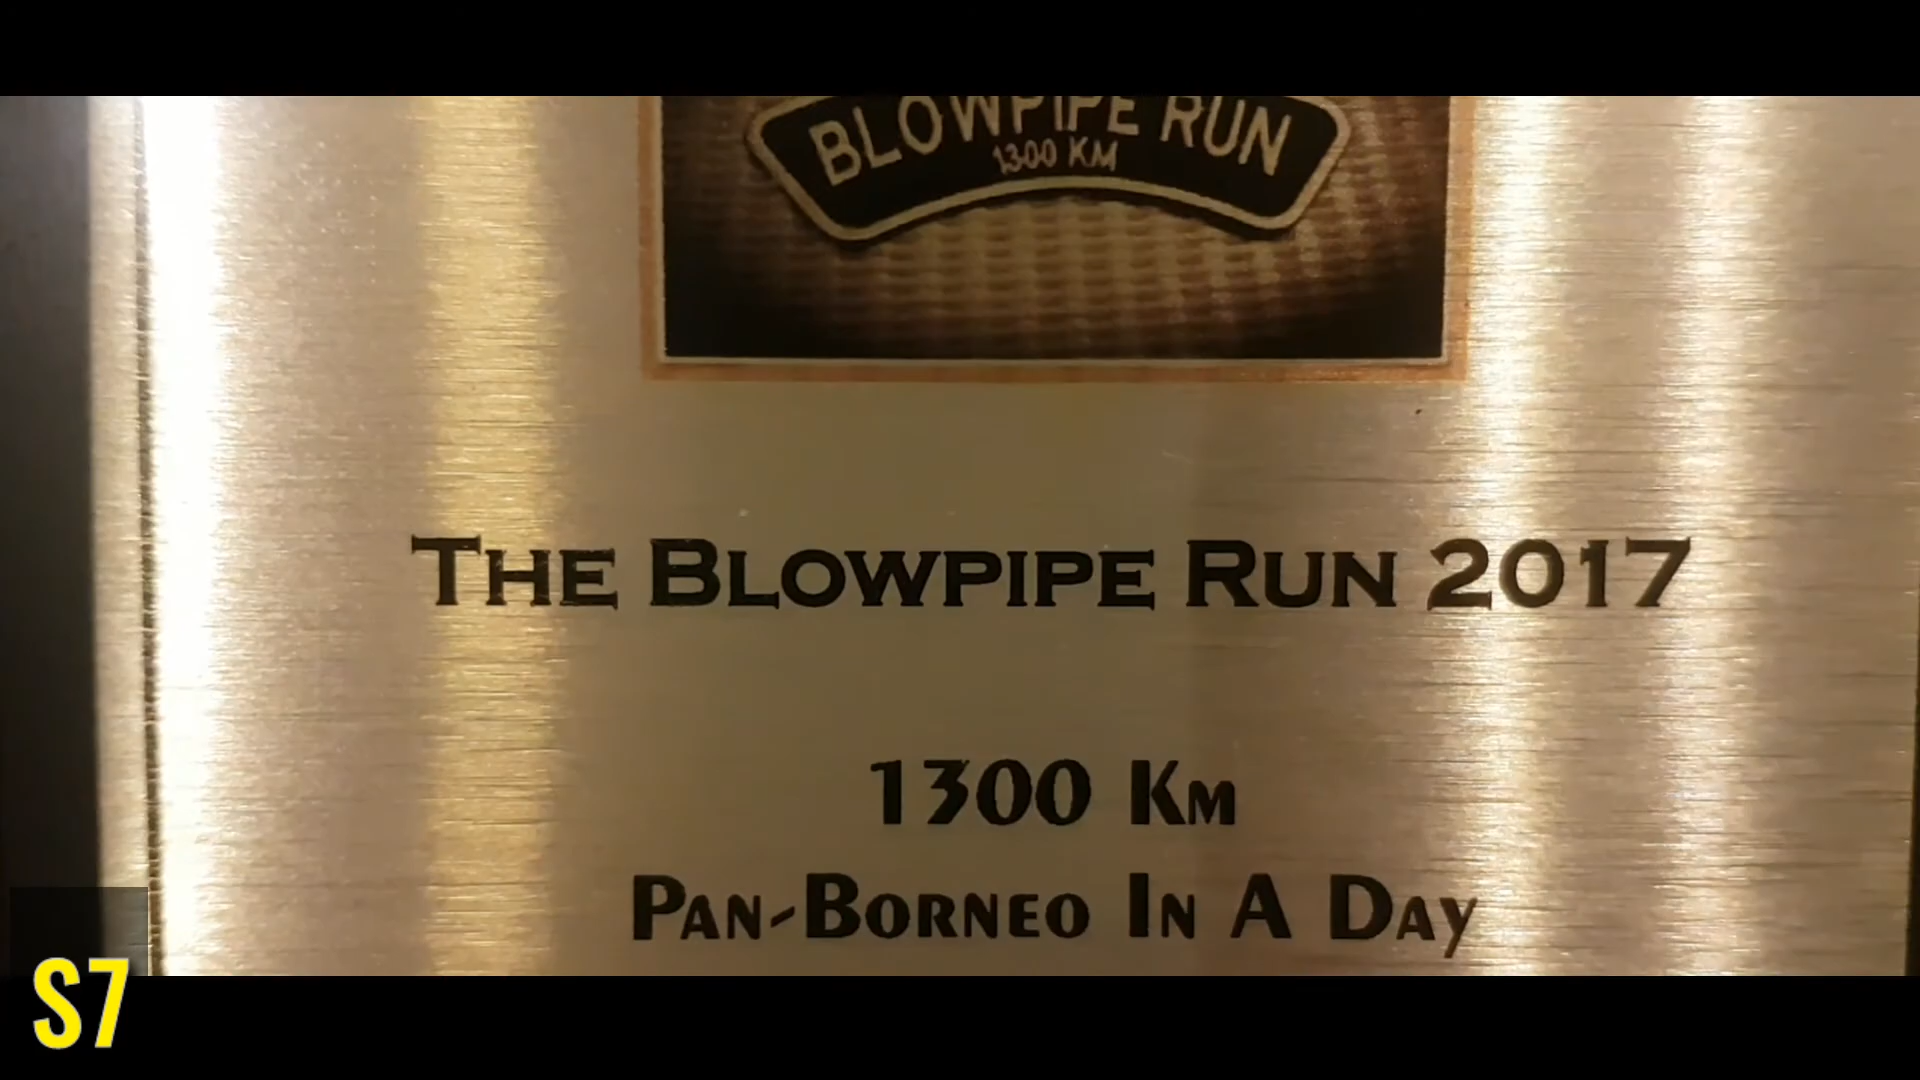 BLOWPIPE RUN
1300 KM
THE BLOWPIPE RUN 2017
1300 KM
PAN-BORNEO IN A DAY
S7